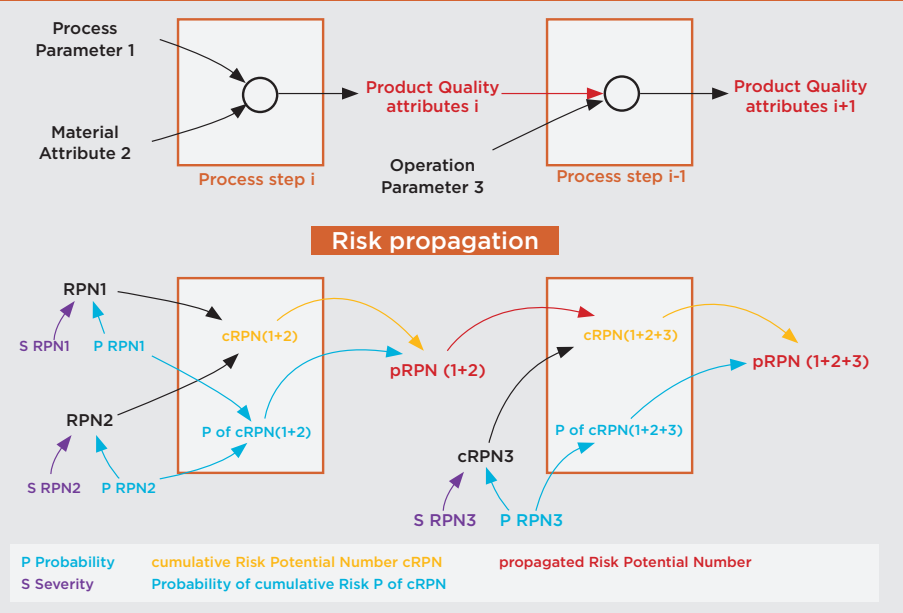 Process
Parameter 1
Material
Attribute 2
Process step i
Product Quality
attributes i
Operation
Parameter 3
Process step i-1
Product Quality
attributes i+1
Risk propagation
RPN1
S RPN1
P RPN1
RPN2
S RPN2
P RPN2
cRPN(1+2)
P of cRPN(1+2)
pRPN (1+2)
cRPN3
S RPN3
P RPN3
cRPN(1+2+3)
P of cRPN(1+2+3)
pRPN (1+2+3)
P Probability
S Severity
cumulative Risk Potential Number cRPN
Probability of cumulative Risk P of cRPN
propagated Risk Potential Number